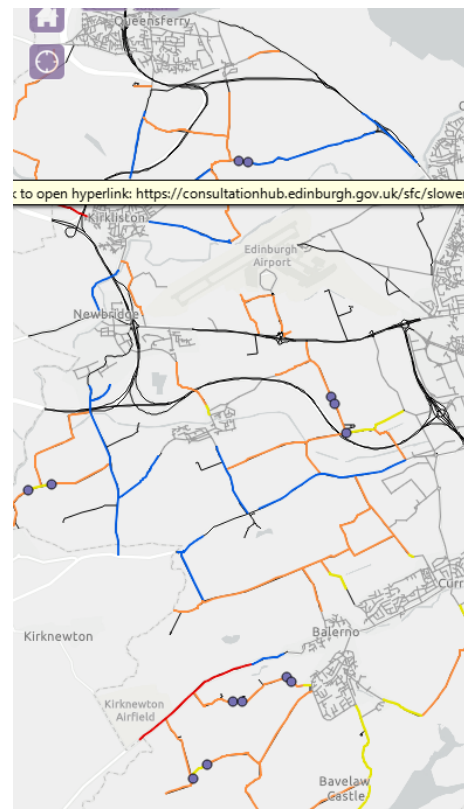 Queensferry
k to open hyperlink: https://consultationhub.edinburgh.gov.uk/sfc/slower
Kirkliston
Edinburgh
Airport
Newbridge
Curr
Kirknewton
Balerno
Kirknewton
Airfield
Bavelaw
Castle